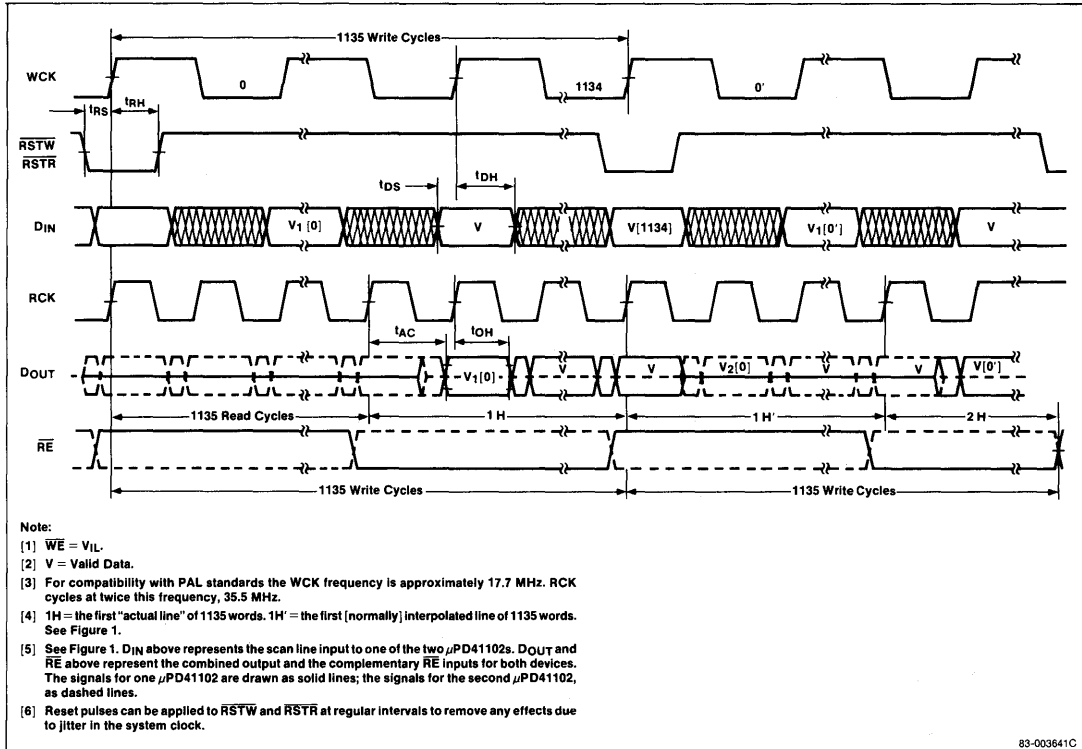 1135 Write Cycles
WCK
0
1134
0'
tRS
tRH
RSTW
RSTR
tDS
tDH
DIN
V1 [0]
V
V[1134]
V1[0']
V
RCK
tAC
tOH
DOUT
V1[0]
V
V
V2[0]
V
V
V[0']
1135 Read Cycles
1 H
1 H'
2 H
RE
1135 Write Cycles
1135 Write Cycles
Note:
[1] WE = VIL.
[2] V = Valid Data.
[3] For compatibility with PAL standards the WCK frequency is approximately 17.7 MHz. RCK
cycles at twice this frequency, 35.5 MHz.
[4] 1H = the first "actual line" of 1135 words. 1H' = the first [normally] interpolated line of 1135 words.
See Figure 1.
[5] See Figure 1. DIN above represents the scan line input to one of the two μPD41102s. DOUT and
RE above represent the combined output and the complementary RE inputs for both devices.
The signals for one μPD41102 are drawn as solid lines; the signals for the second μPD41102,
as dashed lines.
[6] Reset pulses can be applied to RSTW and RSTR at regular intervals to remove any effects due
to jitter in the system clock.
83-003641C